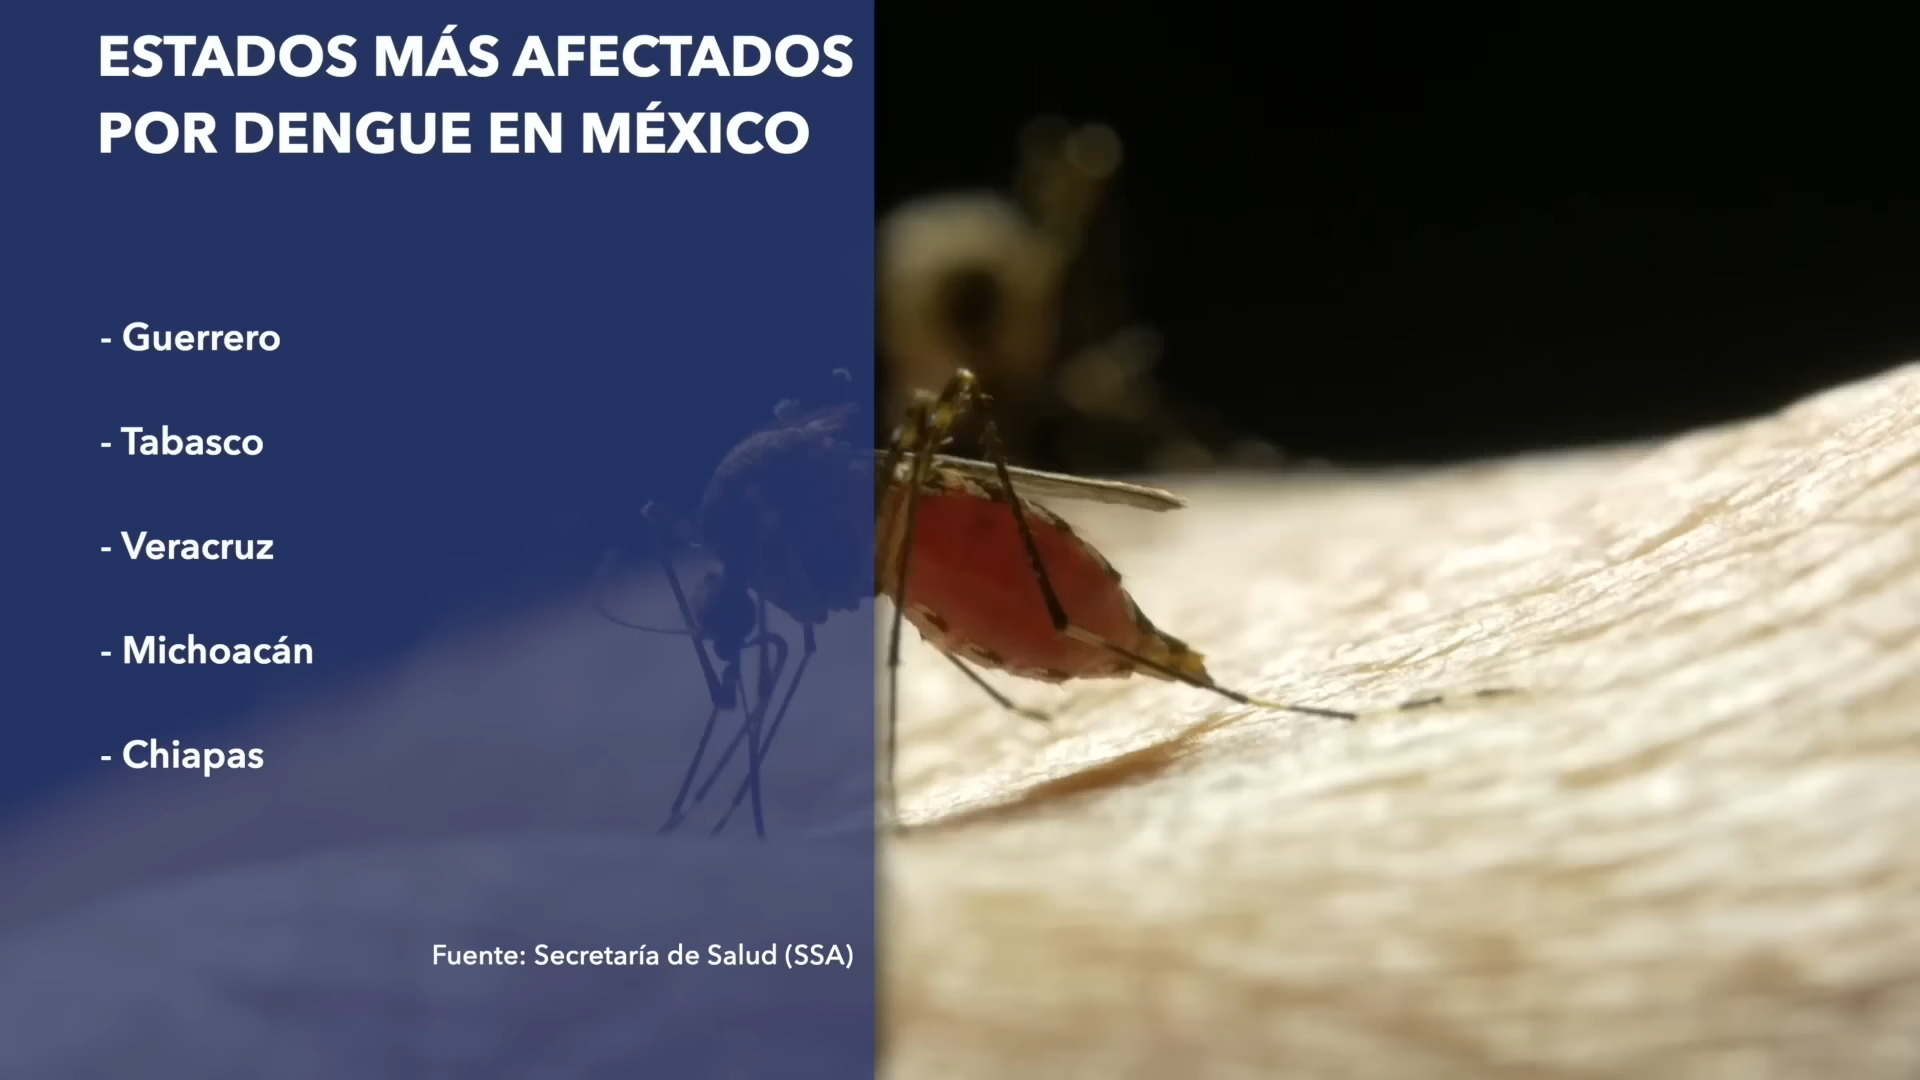 ESTADOS MÁS AFECTADOS
POR DENGUE EN MÉXICO
- Guerrero
- Tabasco
- Veracruz
- Michoacán
- Chiapas
Fuente: Secretaría de Salud (SSA)